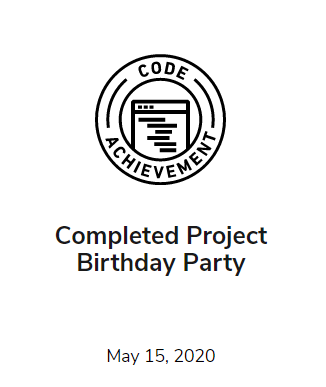 CODE
ACHIEVEMENT
Completed Project
Birthday Party
May 15, 2020